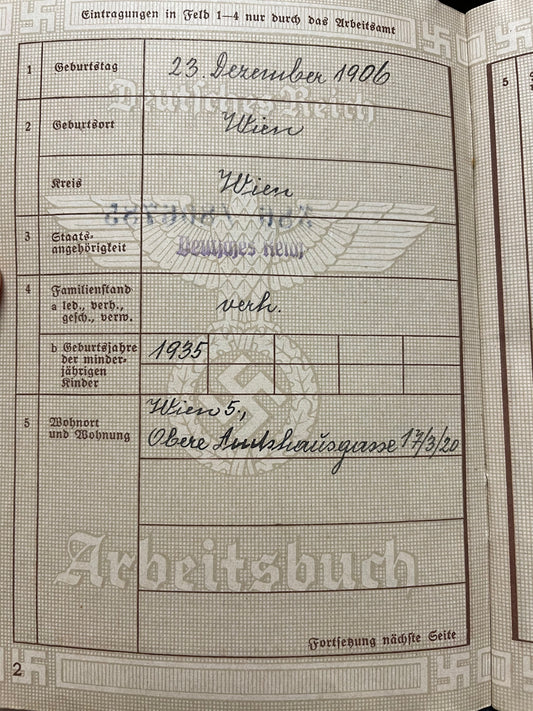 Eintragungen in Feld 1—4 nur durch das Arbeitsamt
1 Geburtstag 23. Dezember 1906
Deutsches Reich
2 Geburtsort Wien
Kreis Wien
3 Staats-
angehörigkeit Deutsches Reich
4 Familienstand
a led., verh., verh.
gesch., verw.
b Geburtsjahre 1935
der minder-
jährigen
Kinder
5 Wohnort Wien 5,
und Wohnung Obere Amtshausgasse 17/3/20
Arbeitsbuch
Fortsetzung nächste Seite
2
5